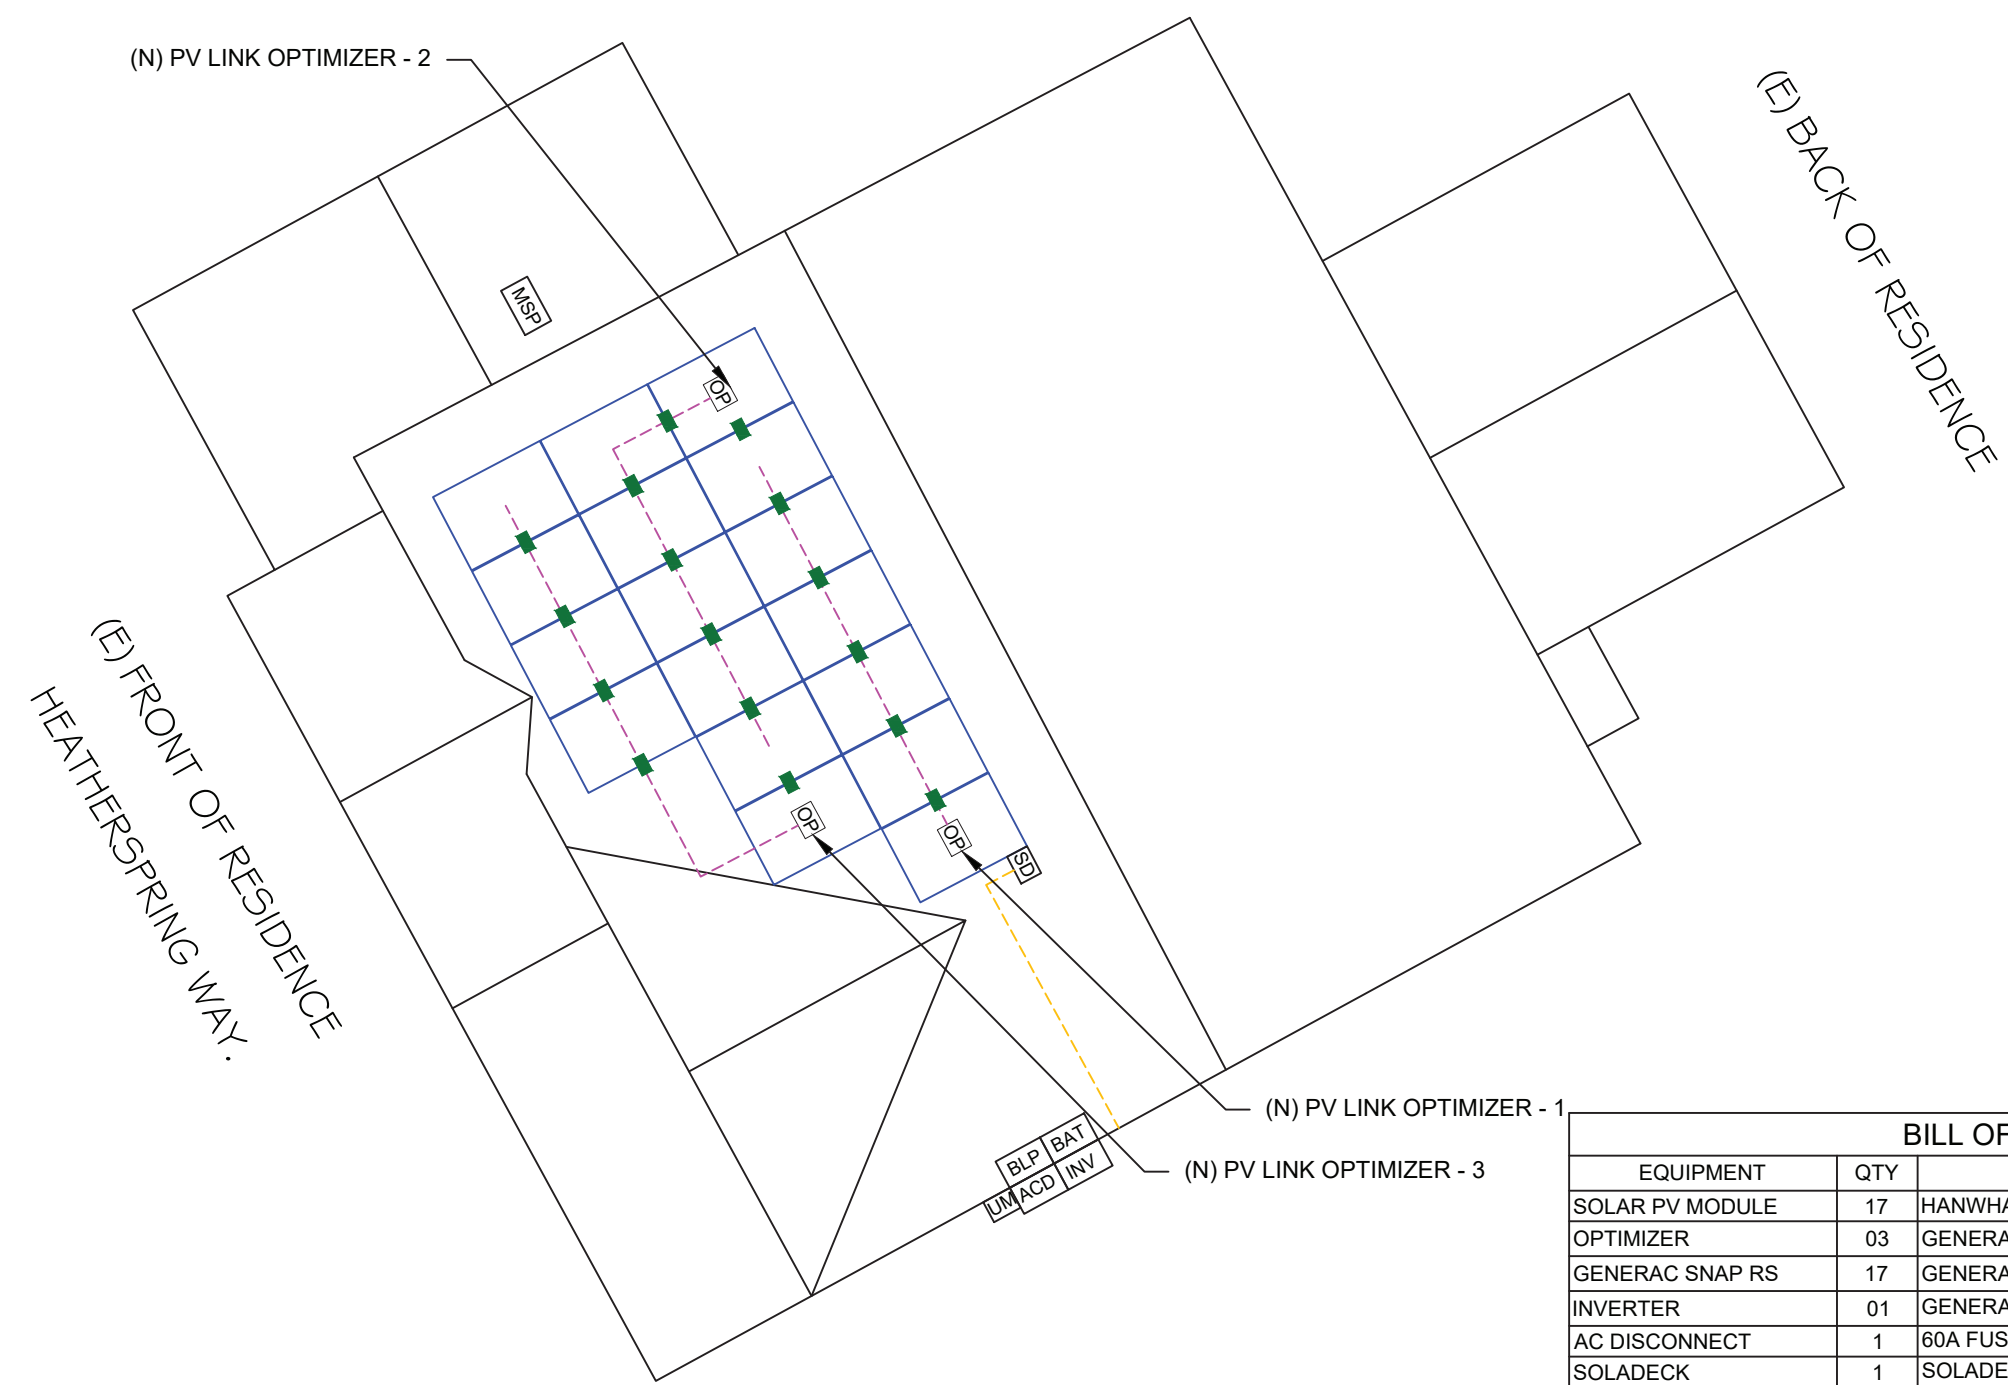 (N) PV LINK OPTIMIZER - 2
(E) BACK OF RESIDENCE
MSP
OP
(E) FRONT OF RESIDENCE
HEATHERSPRING WAY.
OP
OP
SD
(N) PV LINK OPTIMIZER - 1
(N) PV LINK OPTIMIZER - 3
BLP BAT
UM ACD INV
BILL OF
EQUIPMENT QTY
SOLAR PV MODULE 17 HANWHA
OPTIMIZER 03 GENERA
GENERAC SNAP RS 17 GENERA
INVERTER 01 GENERA
AC DISCONNECT 1 60A FUS
SOLADECK 1 SOLADE